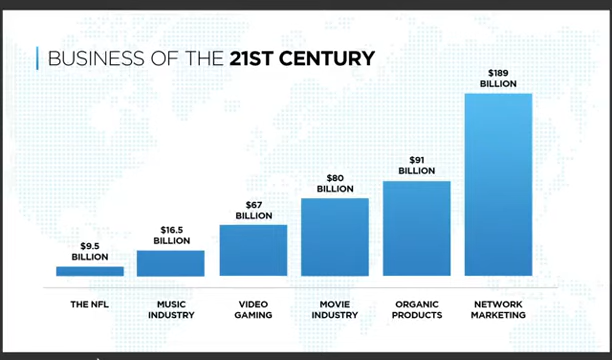 BUSINESS OF THE 21ST CENTURY
$189
BILLION
$91
BILLION
$80
BILLION
$67
BILLION
$16.5
BILLION
$9.5
BILLION
THE NFL
MUSIC
INDUSTRY
VIDEO
GAMING
MOVIE
INDUSTRY
ORGANIC
PRODUCTS
NETWORK
MARKETING